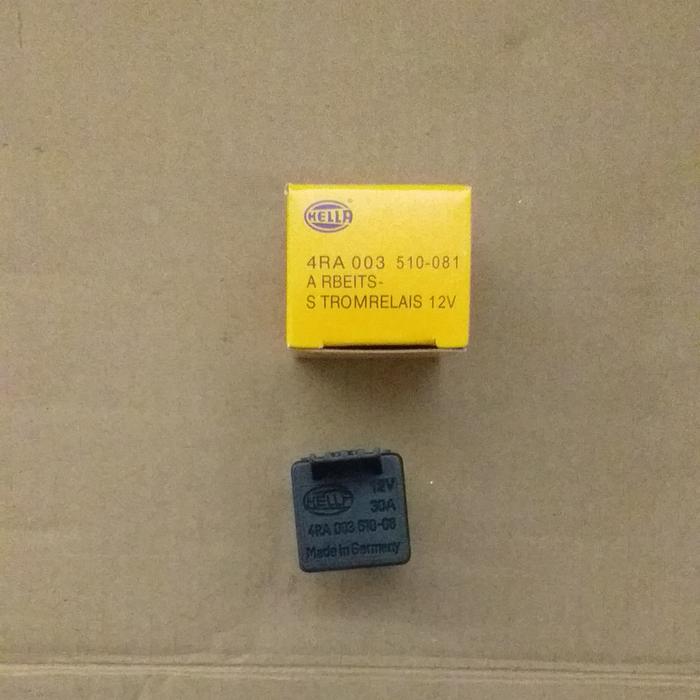 HELLA
4RA 003 510-081
A RBEITS-
S TROMRELAIS 12V
HELLA
12V
30A
4RA 003 510-08
Made in Germany